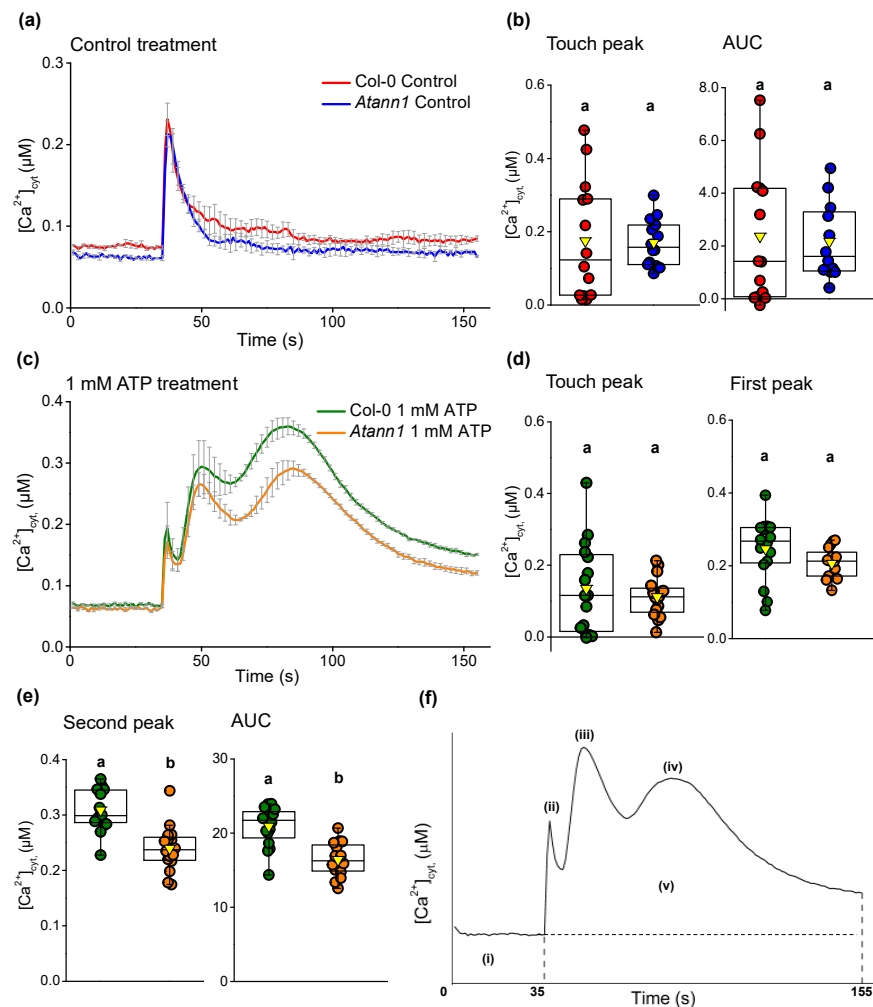 (a)
Control treatment
Col-0 Control
Atann1 Control
[Ca²⁺]cyt (µM)
0.3
0.2
0.1
0.0
0 50 100 150
Time (s)
(b)
Touch peak
AUC
[Ca²⁺]cyt, (µM)
0.6
0.4
0.2
0.0
a a
8.0
6.0
4.0
2.0
0.0
a a
(c)
1 mM ATP treatment
Col-0 1 mM ATP
Atann1 1 mM ATP
[Ca²⁺]cyt, (µM)
0.4
0.3
0.2
0.1
0.0
0 50 100 150
Time (s)
(d)
Touch peak
First peak
[Ca²⁺]cyt, (µM)
0.6
0.4
0.2
0.0
a a
0.6
0.4
0.2
0.0
a a
(e)
Second peak
AUC
[Ca²⁺]cyt, (µM)
0.4
0.3
0.2
0.1
0.0
a b
30
20
10
0
a b
(f)
[Ca²⁺]cyt, (µM)
(i)
(ii)
(iii)
(iv)
(v)
0 35 155
Time (s)